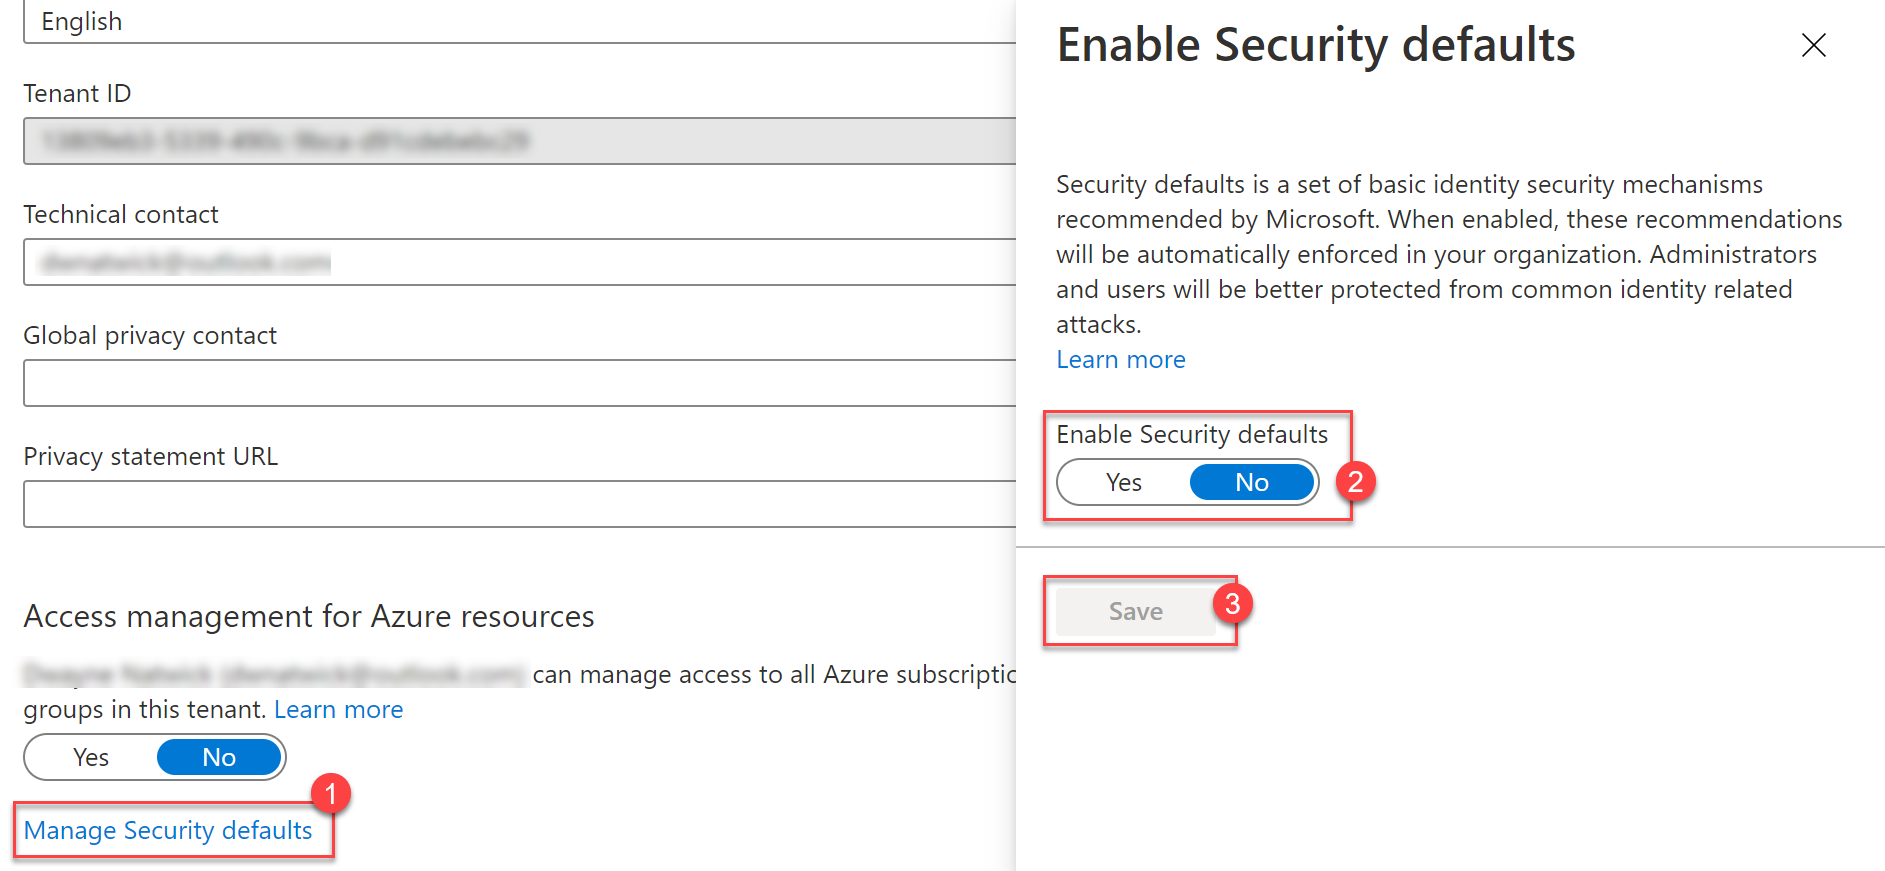 English
Tenant ID
Technical contact
Global privacy contact
Privacy statement URL
Access management for Azure resources
can manage access to all Azure subscriptic
groups in this tenant. Learn more
Yes No
1
Manage Security defaults
Enable Security defaults
Security defaults is a set of basic identity security mechanisms
recommended by Microsoft. When enabled, these recommendations
will be automatically enforced in your organization. Administrators
and users will be better protected from common identity related
attacks.
Learn more
Enable Security defaults
Yes No
2
Save
3